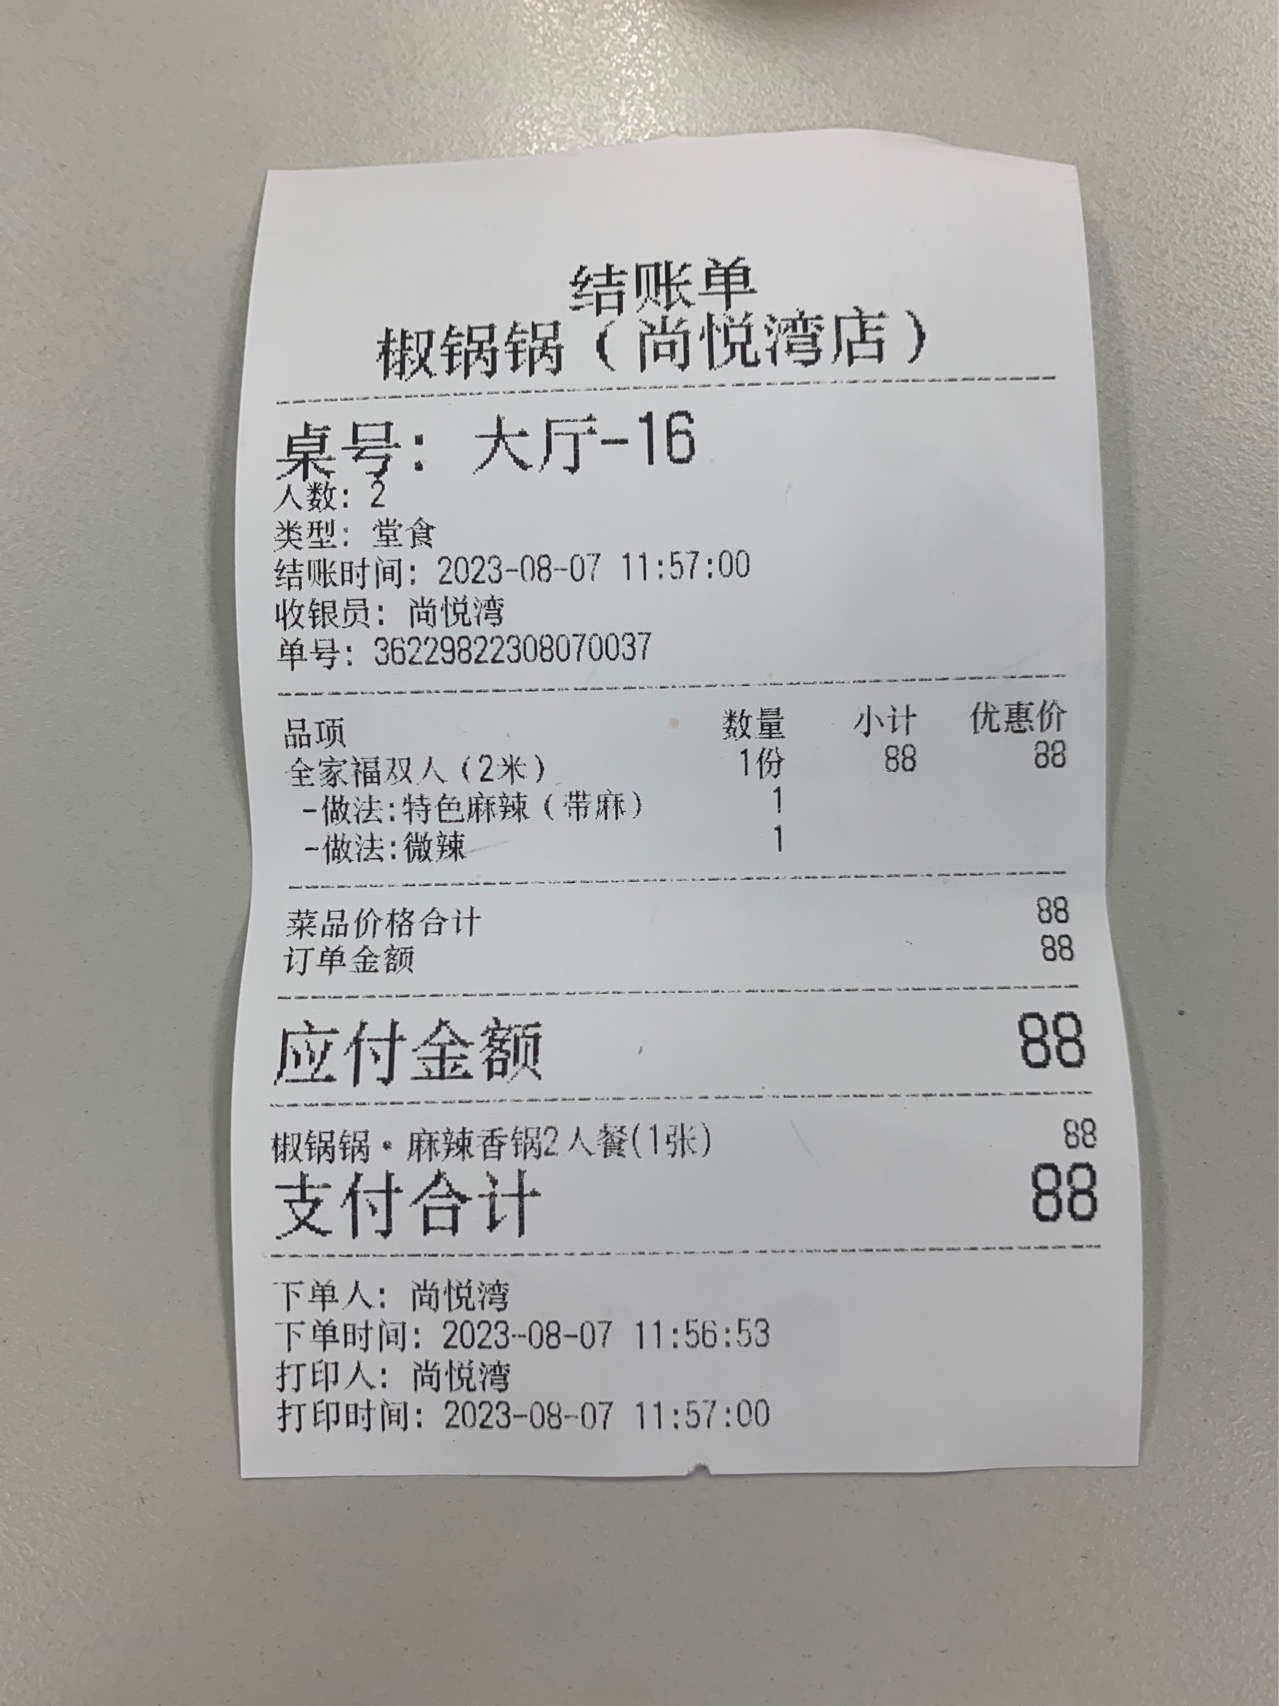 结账单
椒锅锅（尚悦湾店）
桌号: 大厅-16
人数: 2
类型: 堂食
结账时间: 2023-08-07 11:57:00
收银员: 尚悦湾
单号: 36229822308070037
品项 数量 小计 优惠价
全家福双人（2米） 1份 88 88
-做法:特色麻辣（带麻） 1
-做法:微辣 1
菜品价格合计 88
订单金额 88
应付金额 88
椒锅锅·麻辣香锅2人餐(1张) 88
支付合计 88
下单人: 尚悦湾
下单时间: 2023-08-07 11:56:53
打印人: 尚悦湾
打印时间: 2023-08-07 11:57:00